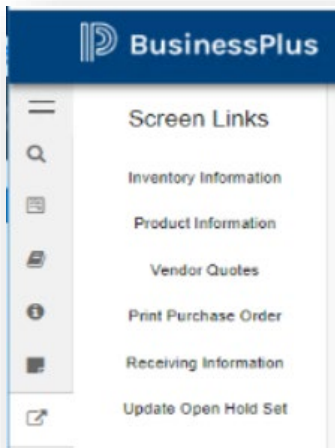 BusinessPlus
Screen Links
Inventory Information
Product Information
Vendor Quotes
Print Purchase Order
Receiving Information
Update Open Hold Set